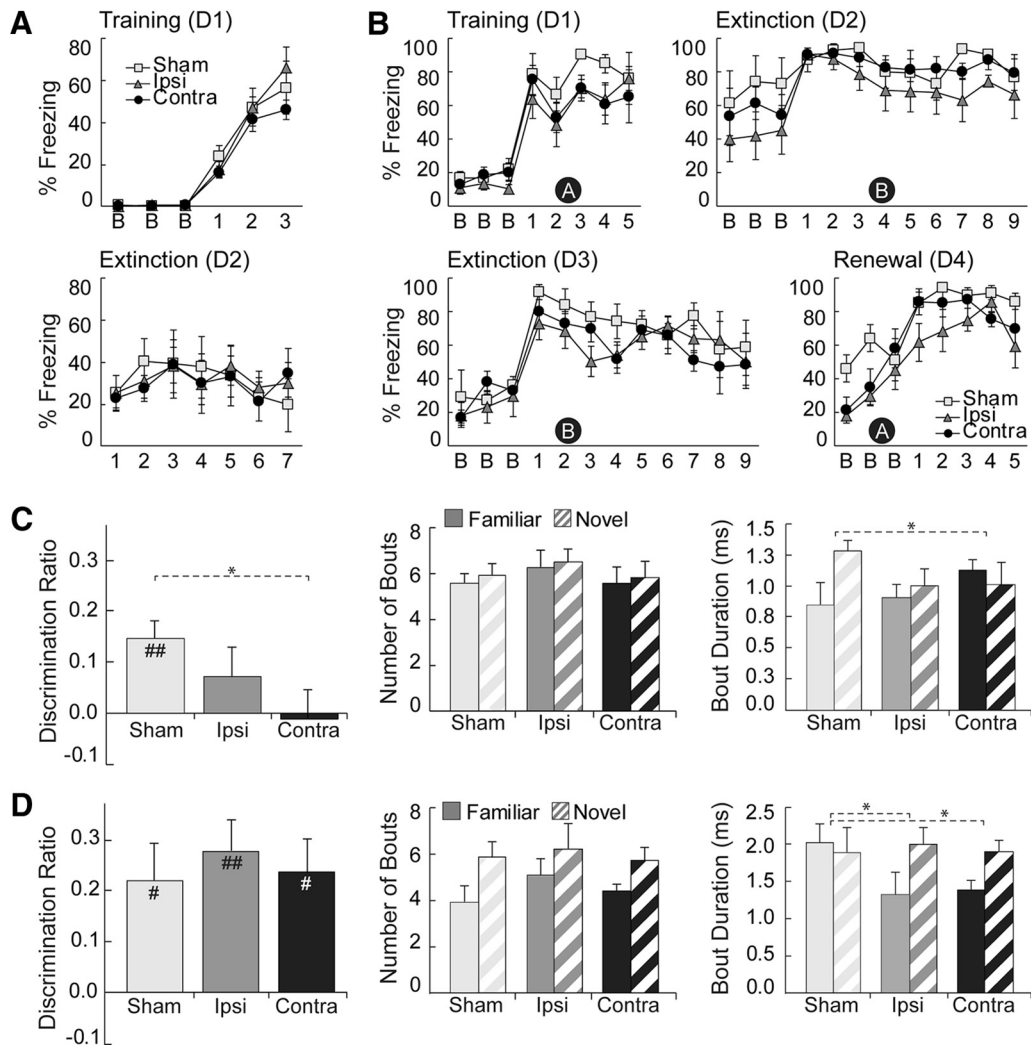 A
Training (D1)
% Freezing
80
60
40
20
0
Sham
Ipsi
Contra
B B B 1 2 3
Extinction (D2)
% Freezing
100
80
60
40
20
0
1 2 3 4 5 6 7
B
Training (D1)
% Freezing
100
80
60
40
20
0
A
B B B 1 2 3 4 5
Extinction (D2)
100
80
60
40
20
0
B
B B B 1 2 3 4 5 6 7 8 9
Extinction (D3)
% Freezing
100
80
60
40
20
0
B
B B B 1 2 3 4 5 6 7 8 9
Renewal (D4)
100
80
60
40
20
0
Sham
Ipsi
Contra
A
B B B 1 2 3 4 5
C
Discrimination Ratio
0.3
0.2
0.1
0.0
-0.1
*
##
Sham Ipsi Contra
Number of Bouts
8
6
4
2
0
Familiar Novel
Sham Ipsi Contra
Bout Duration (ms)
1.5
1.3
1.0
0.8
0.5
0.3
0.0
*
Sham Ipsi Contra
D
Discrimination Ratio
0.3
0.2
0.1
0.0
-0.1
# ## #
Sham Ipsi Contra
Number of Bouts
8
6
4
2
0
Familiar Novel
Sham Ipsi Contra
Bout Duration (ms)
2.5
2.0
1.5
1.0
0.5
0.0
* *
Sham Ipsi Contra